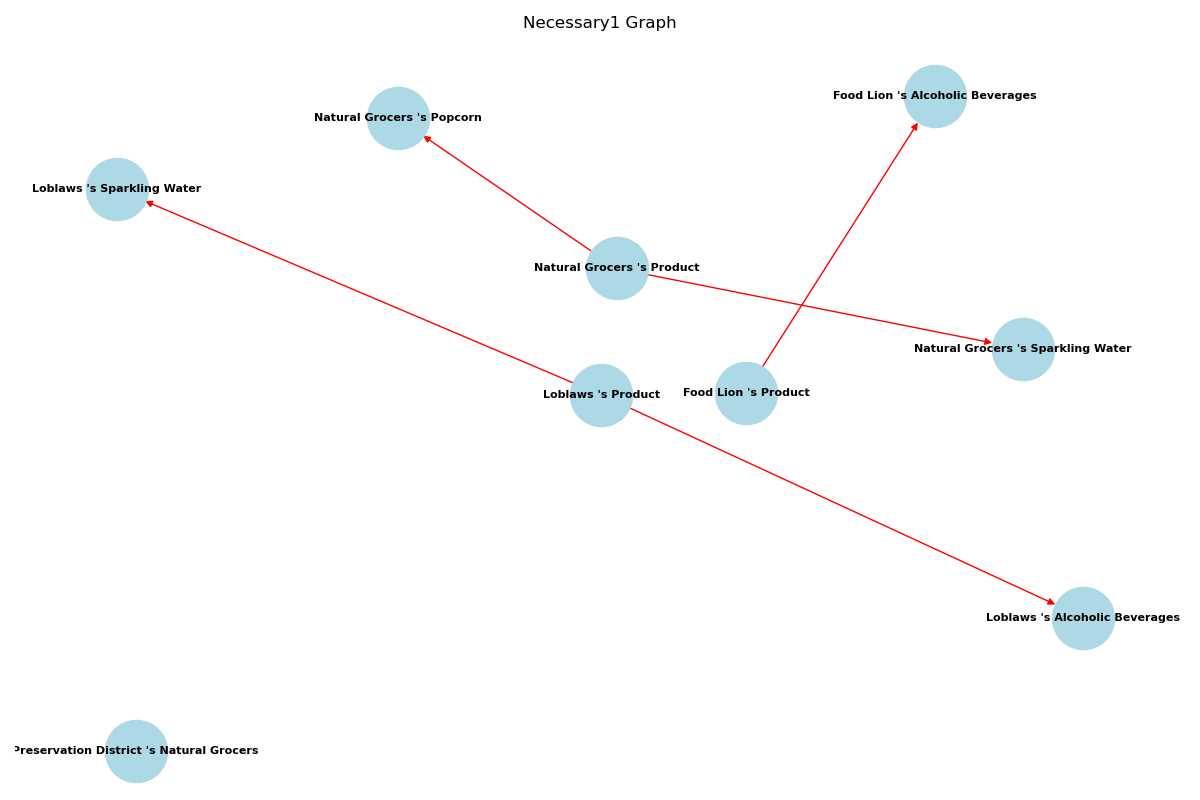 Necessary1 Graph
Food Lion 's Alcoholic Beverages
Natural Grocers 's Popcorn
Loblaws 's Sparkling Water
Natural Grocers 's Product
Natural Grocers 's Sparkling Water
Food Lion 's Product
Loblaws 's Product
Loblaws 's Alcoholic Beverages
Preservation District 's Natural Grocers